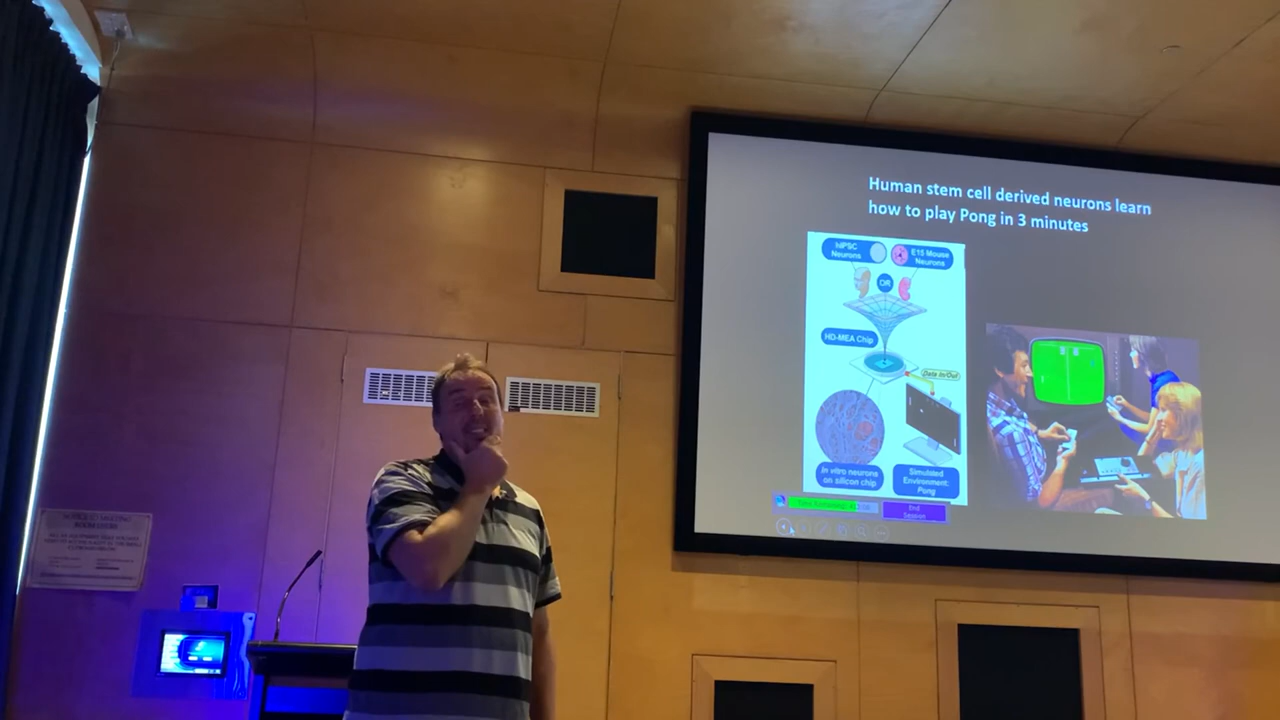 Human stem cell derived neurons learn
how to play Pong in 3 minutes
hiPSC
Neurons
E15 Mouse
Neurons
OR
HD-MEA Chip
Data In/Out
In vitro neurons
on silicon chip
Simulated
Environment:
Pong
End
Session